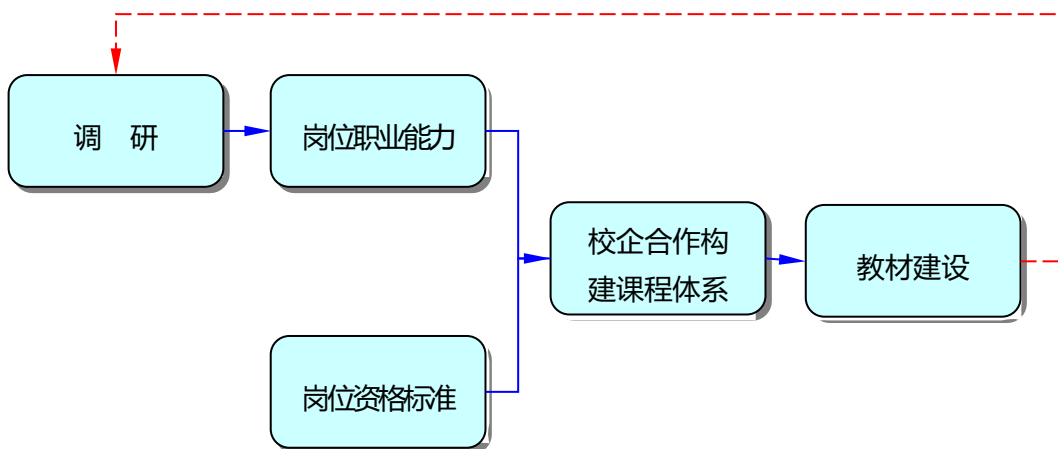 调 研
岗位职业能力
校企合作构
建课程体系
教材建设
岗位资格标准